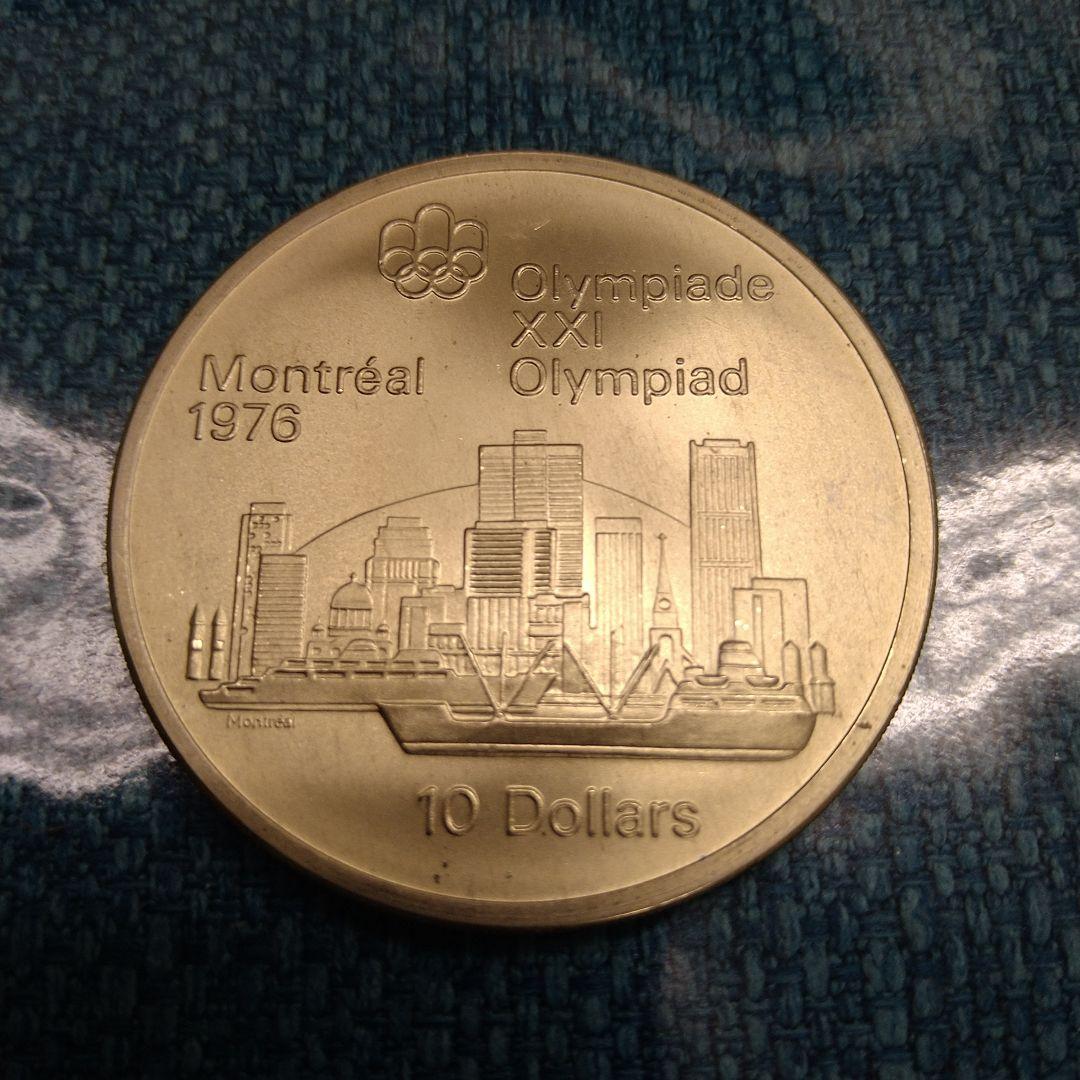 Olympiade
XXI
Olympiad
Montréal
1976
Montréal
10 Dollars